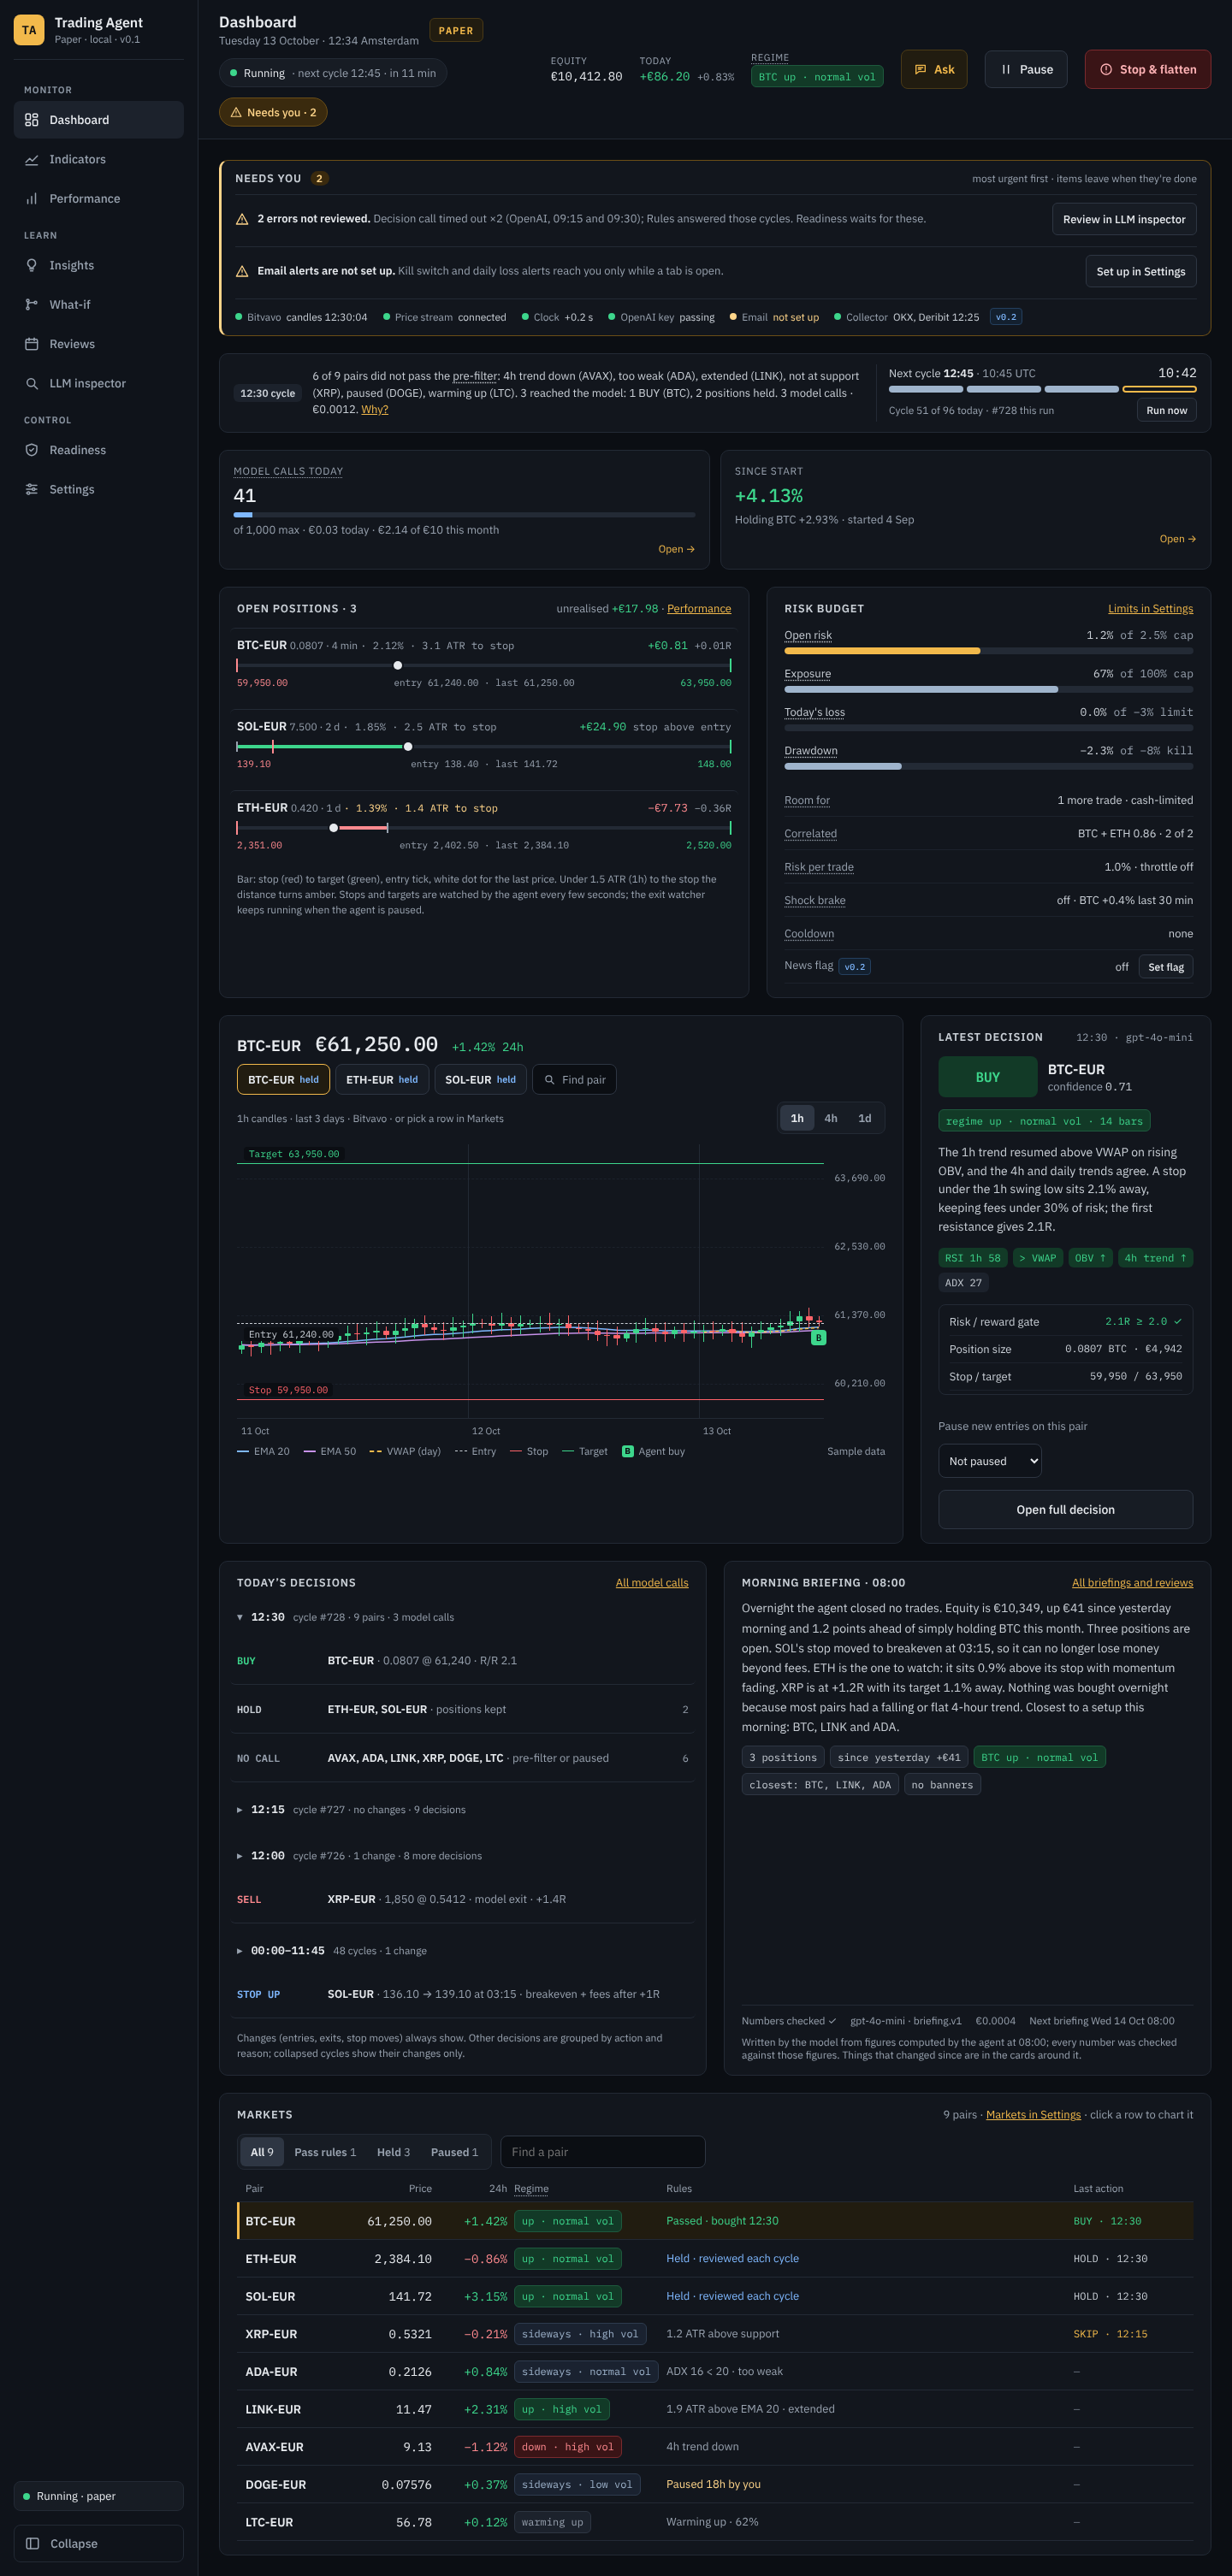 TA
Trading Agent
Paper · local · v0.1
MONITOR
Dashboard
Indicators
Performance
LEARN
Insights
What-if
Reviews
LLM inspector
CONTROL
Readiness
Settings
Running · paper
Collapse
Dashboard
Tuesday 13 October · 12:34 Amsterdam
PAPER
Running · next cycle 12:45 · in 11 min
Needs you · 2
EQUITY
€10,412.80
TODAY
+€86.20 +0.83%
REGIME
BTC up · normal vol
Ask
Pause
Stop & flatten
NEEDS YOU 2
most urgent first · items leave when they're done
2 errors not reviewed. Decision call timed out ×2 (OpenAI, 09:15 and 09:30); Rules answered those cycles. Readiness waits for these.
Review in LLM inspector
Email alerts are not set up. Kill switch and daily loss alerts reach you only while a tab is open.
Set up in Settings
Bitvavo candles 12:30:04 Price stream connected Clock +0.2 s OpenAI key passing Email not set up Collector OKX, Deribit 12:25 v0.2
12:30 cycle
6 of 9 pairs did not pass the pre-filter: 4h trend down (AVAX), too weak (ADA), extended (LINK), not at support
(XRP), paused (DOGE), warming up (LTC). 3 reached the model: 1 BUY (BTC), 2 positions held. 3 model calls ·
€0.0012. Why?
Next cycle 12:45 · 10:45 UTC
10:42
Cycle 51 of 96 today · #728 this run
Run now
MODEL CALLS TODAY
41
of 1,000 max · €0.03 today · €2.14 of €10 this month
Open →
SINCE START
+4.13%
Holding BTC +2.93% · started 4 Sep
Open →
OPEN POSITIONS · 3
unrealised +€17.98 · Performance
BTC-EUR 0.0807 · 4 min · 2.12% · 3.1 ATR to stop
+€0.81 +0.01R
59,950.00
entry 61,240.00 · last 61,250.00
63,950.00
SOL-EUR 7.500 · 2 d · 1.85% · 2.5 ATR to stop
+€24.90 stop above entry
139.10
entry 138.40 · last 141.72
148.00
ETH-EUR 0.420 · 1 d · 1.39% · 1.4 ATR to stop
−€7.73 −0.36R
2,351.00
entry 2,402.50 · last 2,384.10
2,520.00
Bar: stop (red) to target (green), entry tick, white dot for the last price. Under 1.5 ATR (1h) to the stop the
distance turns amber. Stops and targets are watched by the agent every few seconds; the exit watcher
keeps running when the agent is paused.
RISK BUDGET
Limits in Settings
Open risk
1.2% of 2.5% cap
Exposure
67% of 100% cap
Today's loss
0.0% of −3% limit
Drawdown
−2.3% of −8% kill
Room for
1 more trade · cash-limited
Correlated
BTC + ETH 0.86 · 2 of 2
Risk per trade
1.0% · throttle off
Shock brake
off · BTC +0.4% last 30 min
Cooldown
none
News flag v0.2
off
Set flag
BTC-EUR €61,250.00 +1.42% 24h
BTC-EUR held
ETH-EUR held
SOL-EUR held
Find pair
1h candles · last 3 days · Bitvavo · or pick a row in Markets
1h 4h 1d
Target 63,950.00
63,690.00
62,530.00
61,370.00
Entry 61,240.00
B
60,210.00
Stop 59,950.00
11 Oct
12 Oct
13 Oct
EMA 20 EMA 50 VWAP (day) Entry Stop Target B Agent buy
Sample data
LATEST DECISION
12:30 · gpt-4o-mini
BUY
BTC-EUR
confidence 0.71
regime up · normal vol · 14 bars
The 1h trend resumed above VWAP on rising
OBV, and the 4h and daily trends agree. A stop
under the 1h swing low sits 2.1% away,
keeping fees under 30% of risk; the first
resistance gives 2.1R.
RSI 1h 58 > VWAP OBV ↑ 4h trend ↑
ADX 27
Risk / reward gate
2.1R ≥ 2.0 ✓
Position size
0.0807 BTC · €4,942
Stop / target
59,950 / 63,950
Pause new entries on this pair
Not paused
Open full decision
TODAY'S DECISIONS
All model calls
12:30 cycle #728 · 9 pairs · 3 model calls
BUY BTC-EUR · 0.0807 @ 61,240 · R/R 2.1
HOLD ETH-EUR, SOL-EUR · positions kept 2
NO CALL AVAX, ADA, LINK, XRP, DOGE, LTC · pre-filter or paused 6
12:15 cycle #727 · no changes · 9 decisions
12:00 cycle #726 · 1 change · 8 more decisions
SELL XRP-EUR · 1,850 @ 0.5412 · model exit · +1.4R
00:00–11:45 48 cycles · 1 change
STOP UP SOL-EUR · 136.10 → 139.10 at 03:15 · breakeven + fees after +1R
Changes (entries, exits, stop moves) always show. Other decisions are grouped by action and
reason; collapsed cycles show their changes only.
MORNING BRIEFING · 08:00
All briefings and reviews
Overnight the agent closed no trades. Equity is €10,349, up €41 since yesterday
morning and 1.2 points ahead of simply holding BTC this month. Three positions are
open. SOL's stop moved to breakeven at 03:15, so it can no longer lose money
beyond fees. ETH is the one to watch: it sits 0.9% above its stop with momentum
fading. XRP is at +1.2R with its target 1.1% away. Nothing was bought overnight
because most pairs had a falling or flat 4-hour trend. Closest to a setup this
morning: BTC, LINK and ADA.
3 positions since yesterday +€41 BTC up · normal vol
closest: BTC, LINK, ADA no banners
Numbers checked ✓ gpt-4o-mini · briefing.v1 €0.0004 Next briefing Wed 14 Oct 08:00
Written by the model from figures computed by the agent at 08:00; every number was checked
against those figures. Things that changed since are in the cards around it.
MARKETS
9 pairs · Markets in Settings · click a row to chart it
All 9 Pass rules 1 Held 3 Paused 1
Find a pair
Pair Price 24h Regime Rules Last action
BTC-EUR 61,250.00 +1.42% up · normal vol Passed · bought 12:30 BUY · 12:30
ETH-EUR 2,384.10 −0.86% up · normal vol Held · reviewed each cycle HOLD · 12:30
SOL-EUR 141.72 +3.15% up · normal vol Held · reviewed each cycle HOLD · 12:30
XRP-EUR 0.5321 −0.21% sideways · high vol 1.2 ATR above support SKIP · 12:15
ADA-EUR 0.2126 +0.84% sideways · normal vol ADX 16 < 20 · too weak –
LINK-EUR 11.47 +2.31% up · high vol 1.9 ATR above EMA 20 · extended –
AVAX-EUR 9.13 −1.12% down · high vol 4h trend down –
DOGE-EUR 0.07576 +0.37% sideways · low vol Paused 18h by you –
LTC-EUR 56.78 +0.12% warming up Warming up · 62% –